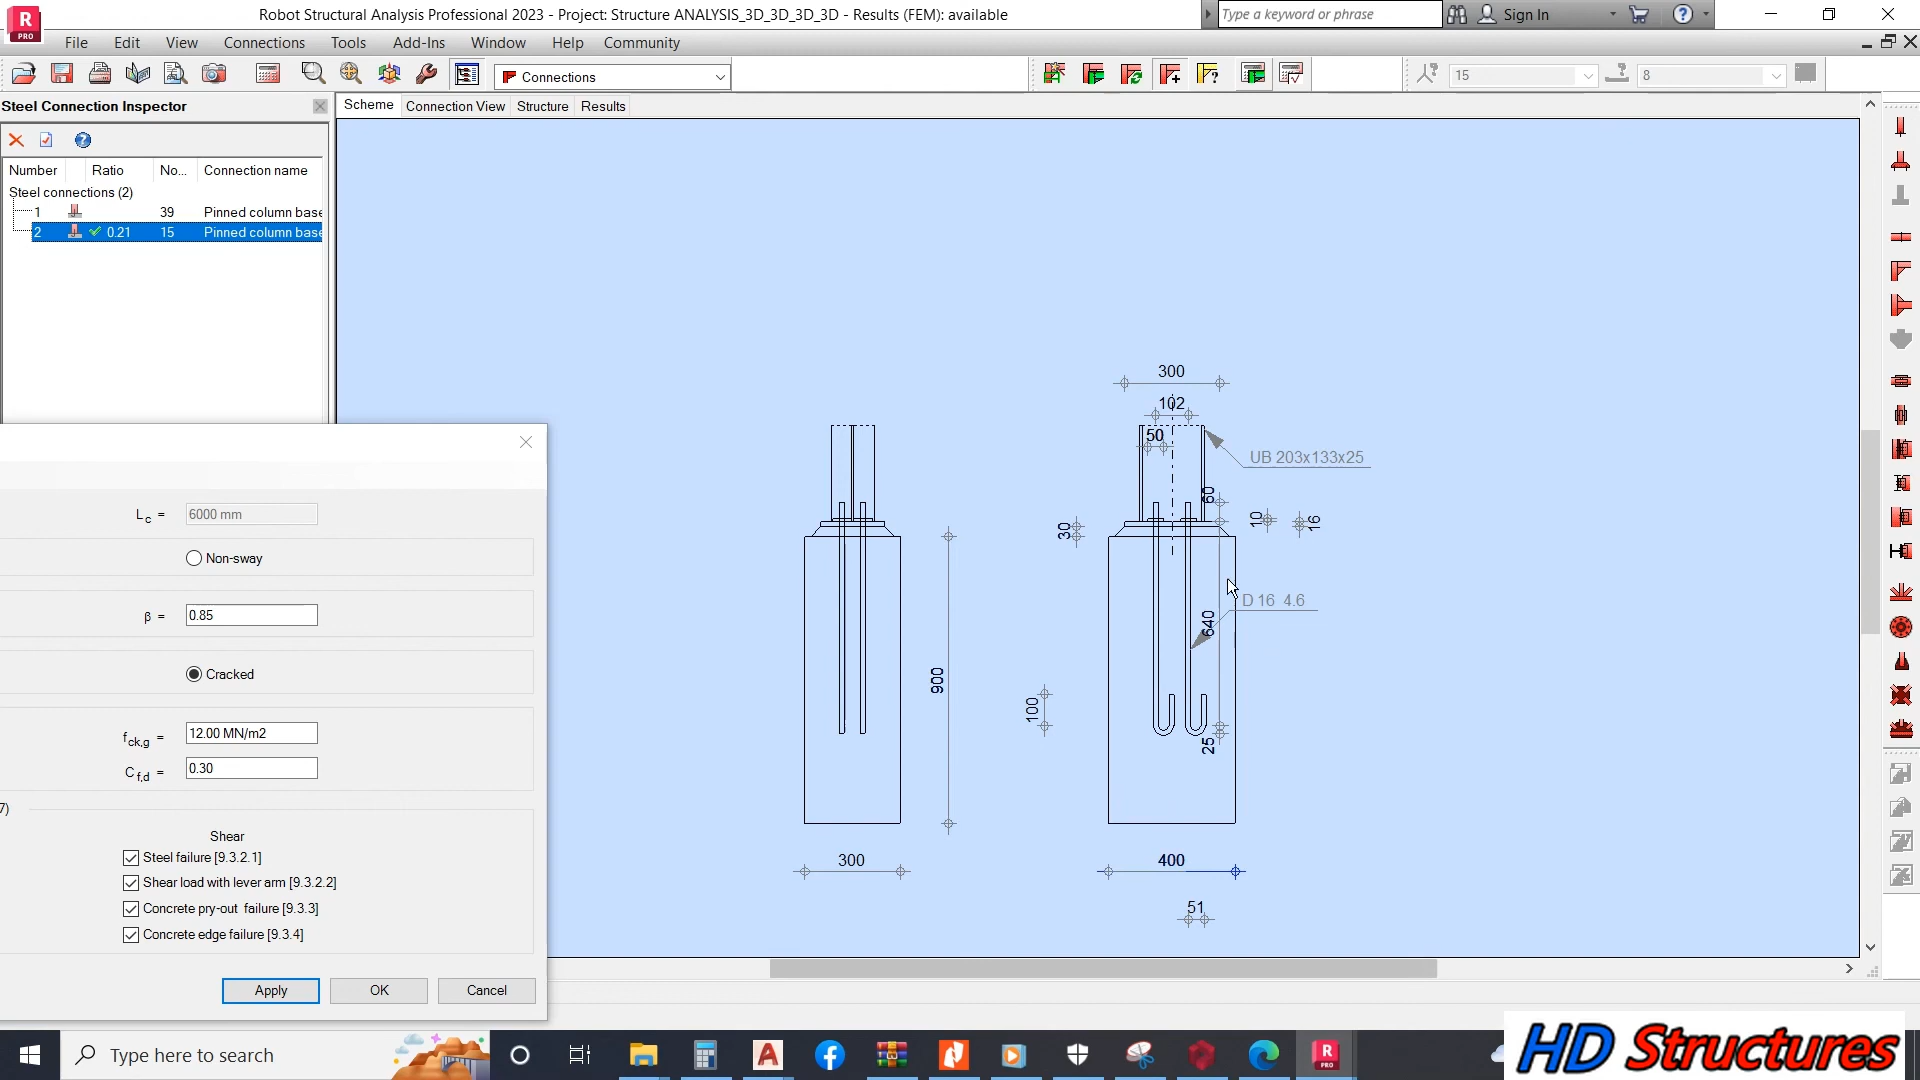 Robot Structural Analysis Professional 2023 - Project: Structure ANALYSIS_3D_3D_3D_3D - Results (FEM): available
Type a keyword or phrase
Sign In
PRO
File Edit View Connections Tools Add-Ins Window Help Community
Connections
15
8
Steel Connection Inspector
Scheme Connection View Structure Results
Number Ratio No... Connection name
Steel connections (2)
1 39 Pinned column base
2 0.21 15 Pinned column base
300
102
50
UB 203x133x25
60
30
10
16
D 16 4.6
640
900
100
25
300
400
51
Lc = 6000 mm
Non-sway
β = 0.85
Cracked
fck,g = 12.00 MN/m2
Cf,d = 0.30
7)
Shear
Steel failure [9.3.2.1]
Shear load with lever arm [9.3.2.2]
Concrete pry-out failure [9.3.3]
Concrete edge failure [9.3.4]
Apply OK Cancel
Type here to search
HD Structures